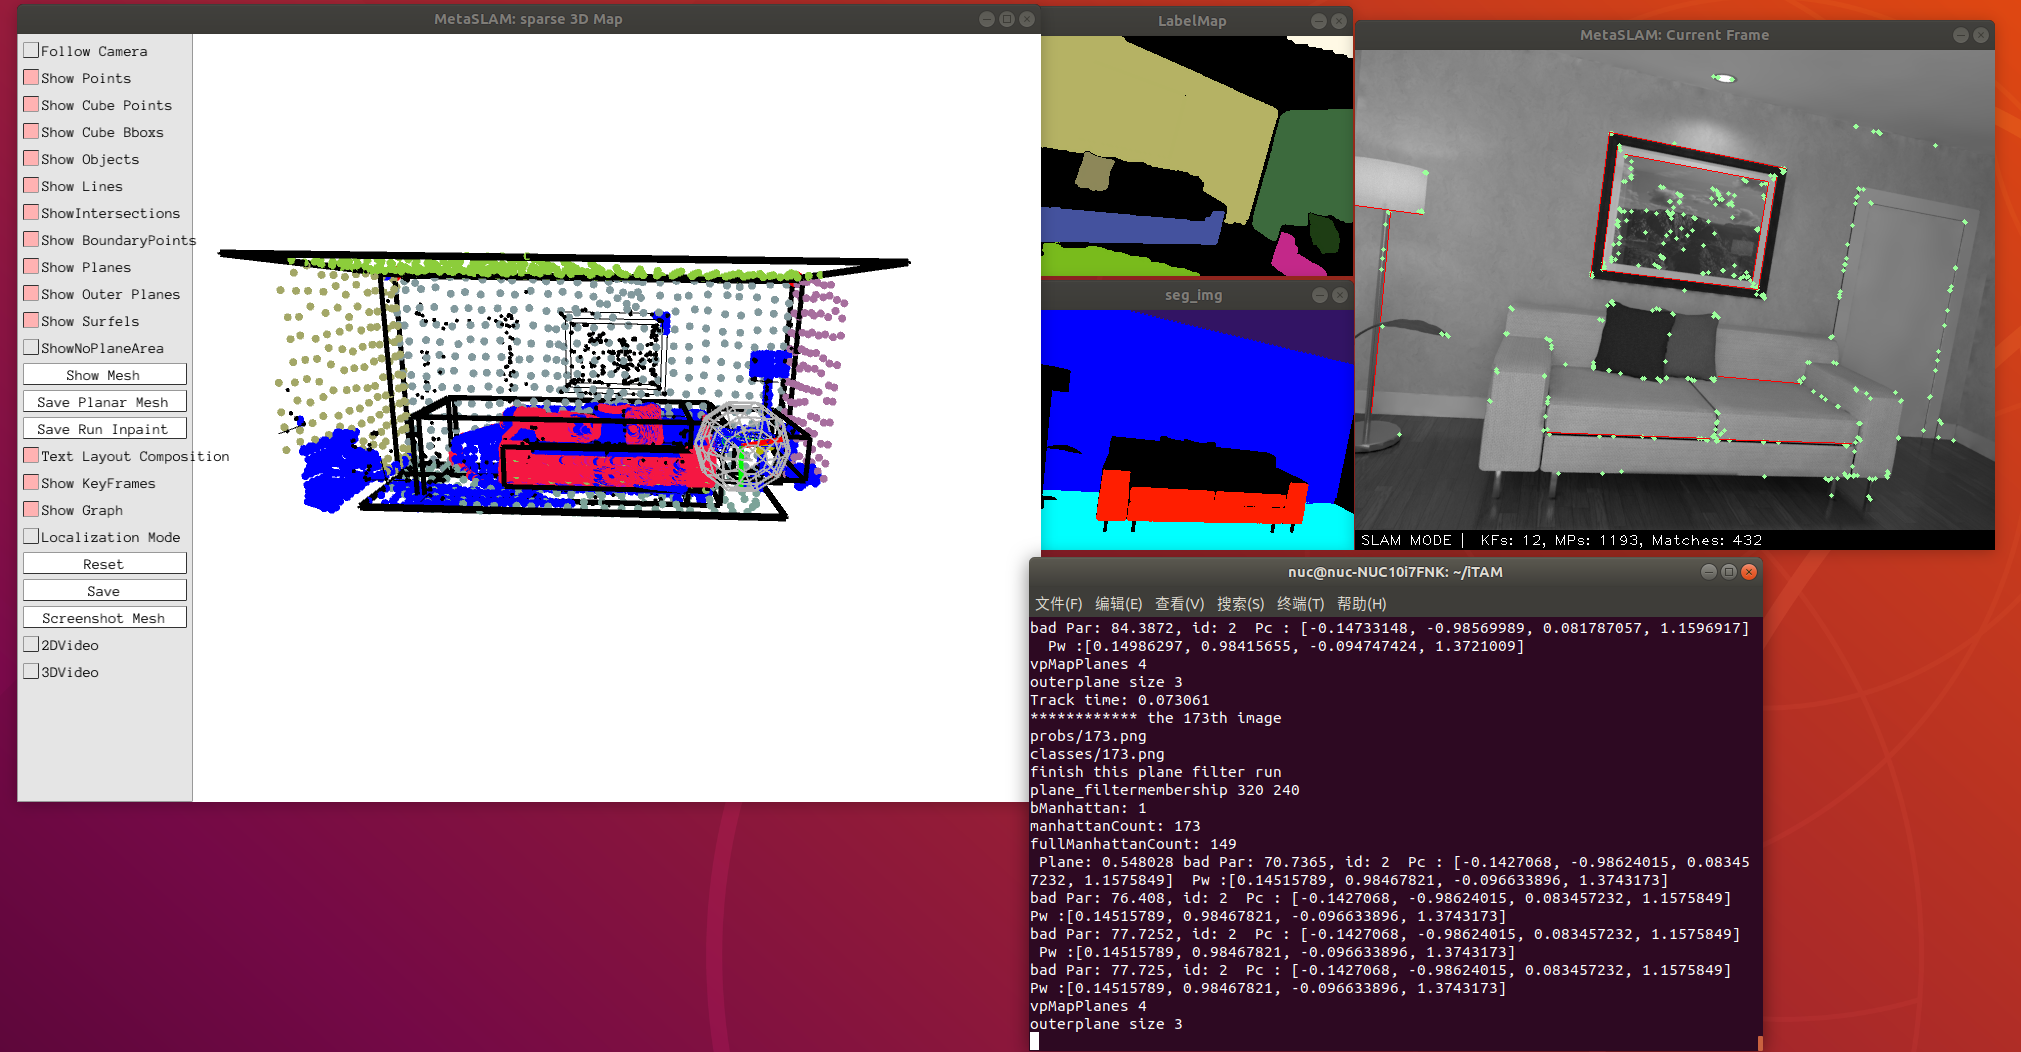 MetaSLAM: sparse 3D Map
Follow Camera
Show Points
Show Cube Points
Show Cube Bboxs
Show Objects
Show Lines
ShowIntersections
Show BoundaryPoints
Show Planes
Show Outer Planes
Show Surfels
ShowNoPlaneArea
Show Mesh
Save Planar Mesh
Save Run Inpaint
Text Layout Composition
Show KeyFrames
Show Graph
Localization Mode
Reset
Save
Screenshot Mesh
2DVideo
3DVideo
LabelMap
seg_img
MetaSLAM: Current Frame
SLAM MODE |  KFs: 12, MPs: 1193, Matches: 432
nuc@nuc-NUC10i7FNK: ~/iTAM
文件(F) 编辑(E) 查看(V) 搜索(S) 终端(T) 帮助(H)
bad Par: 84.3872, id: 2  Pc : [-0.14733148, -0.98569989, 0.081787057, 1.1596917]
  Pw :[0.14986297, 0.98415655, -0.094747424, 1.3721009]
vpMapPlanes 4
outerplane size 3
Track time: 0.073061
************ the 173th image
probs/173.png
classes/173.png
finish this plane filter run
plane_filtermembership 320 240
bManhattan: 1
manhattanCount: 173
fullManhattanCount: 149
 Plane: 0.548028 bad Par: 70.7365, id: 2  Pc : [-0.1427068, -0.98624015, 0.08345
7232, 1.1575849]  Pw :[0.14515789, 0.98467821, -0.096633896, 1.3743173]
bad Par: 76.408, id: 2  Pc : [-0.1427068, -0.98624015, 0.083457232, 1.1575849]
Pw :[0.14515789, 0.98467821, -0.096633896, 1.3743173]
bad Par: 77.7252, id: 2  Pc : [-0.1427068, -0.98624015, 0.083457232, 1.1575849]
 Pw :[0.14515789, 0.98467821, -0.096633896, 1.3743173]
bad Par: 77.725, id: 2  Pc : [-0.1427068, -0.98624015, 0.083457232, 1.1575849]
Pw :[0.14515789, 0.98467821, -0.096633896, 1.3743173]
vpMapPlanes 4
outerplane size 3